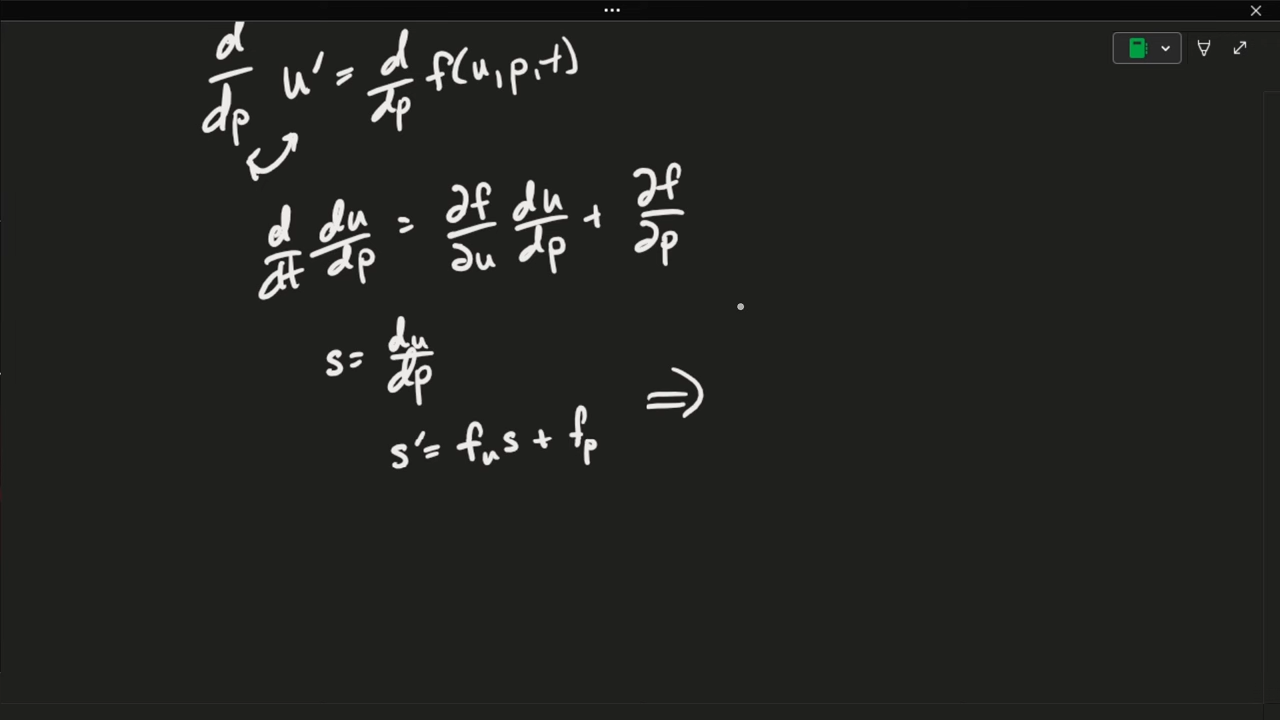 d/dp u' = d/dp f(u, p, t)
d/dt du/dp = ∂f/∂u du/dp + ∂f/∂p
s = du/dp
s' = f_u s + f_p ⇒